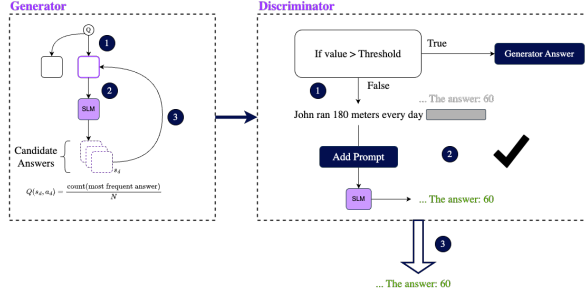 Generator
Q
1
2
SLM
3
Candidate
Answers
s_d
Q(s_d, a_d) = count(most frequent answer) / N
Discriminator
If value > Threshold
True
Generator Answer
1
False
... The answer: 60
John ran 180 meters every day
Add Prompt
2
SLM
... The answer: 60
3
... The answer: 60